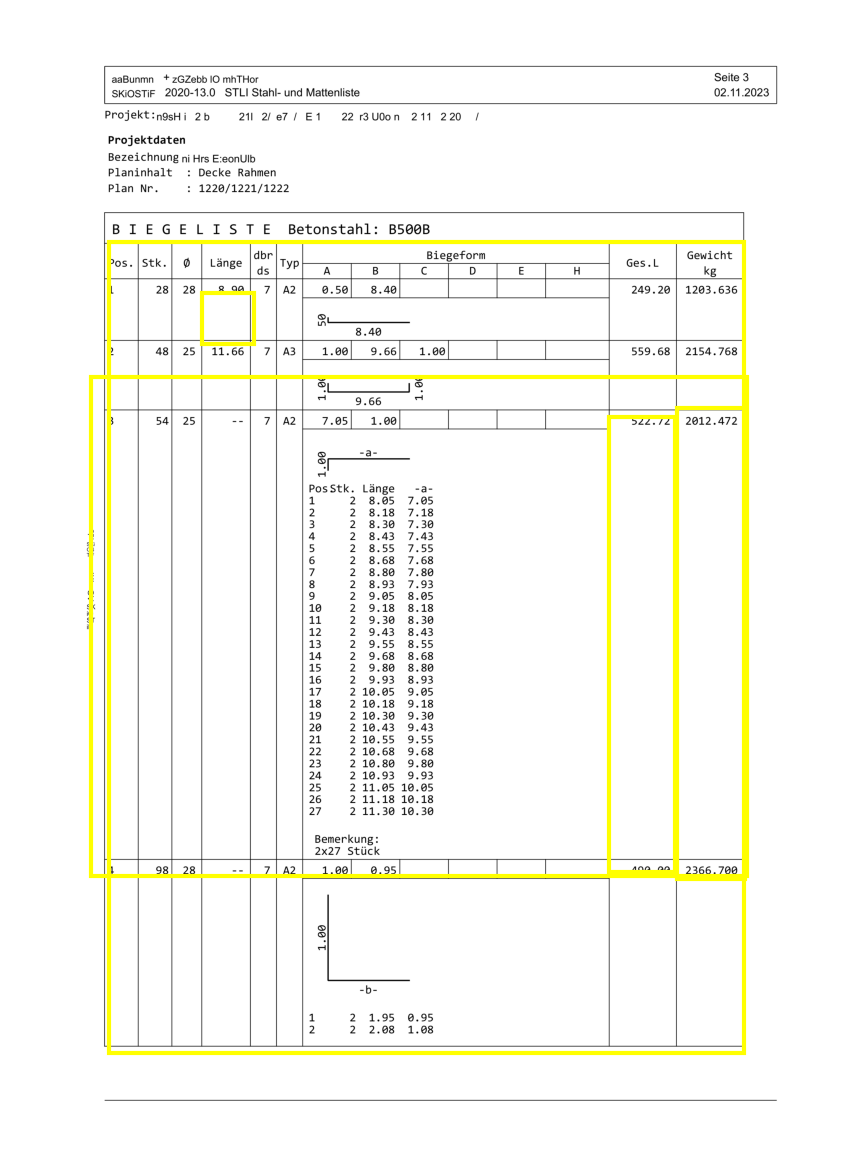 aaBunmn + zGZebb lO mhTHor Seite 3
SKiOSTiF 2020-13.0 STLI Stahl- und Mattenliste 02.11.2023
Projekt: n9sH i 2 b 21l 2/ e7 / E 1 22 r3 U0o n 2 11 2 20 /
Projektdaten
Bezeichnung ni Hrs E:eonUlb
Planinhalt : Decke Rahmen
Plan Nr. : 1220/1221/1222
B I E G E L I S T E Betonstahl: B500B
Pos. Stk. Ø Länge dbr ds Typ Biegeform Ges.L Gewicht kg
A B C D E H
1 28 28 8.90 7 A2 0.50 8.40 249.20 1203.636
50
8.40
2 48 25 11.66 7 A3 1.00 9.66 1.00 559.68 2154.768
1.00 1.00
9.66
3 54 25 -- 7 A2 7.05 1.00 522.72 2012.472
1.00 -a-
Pos Stk. Länge -a-
1 2 8.05 7.05
2 2 8.18 7.18
3 2 8.30 7.30
4 2 8.43 7.43
5 2 8.55 7.55
6 2 8.68 7.68
7 2 8.80 7.80
8 2 8.93 7.93
9 2 9.05 8.05
10 2 9.18 8.18
11 2 9.30 8.30
12 2 9.43 8.43
13 2 9.55 8.55
14 2 9.68 8.68
15 2 9.80 8.80
16 2 9.93 8.93
17 2 10.05 9.05
18 2 10.18 9.18
19 2 10.30 9.30
20 2 10.43 9.43
21 2 10.55 9.55
22 2 10.68 9.68
23 2 10.80 9.80
24 2 10.93 9.93
25 2 11.05 10.05
26 2 11.18 10.18
27 2 11.30 10.30
Bemerkung:
2x27 Stück
4 98 28 -- 7 A2 1.00 0.95 490.00 2366.700
1.00
-b-
1 2 1.95 0.95
2 2 2.08 1.08